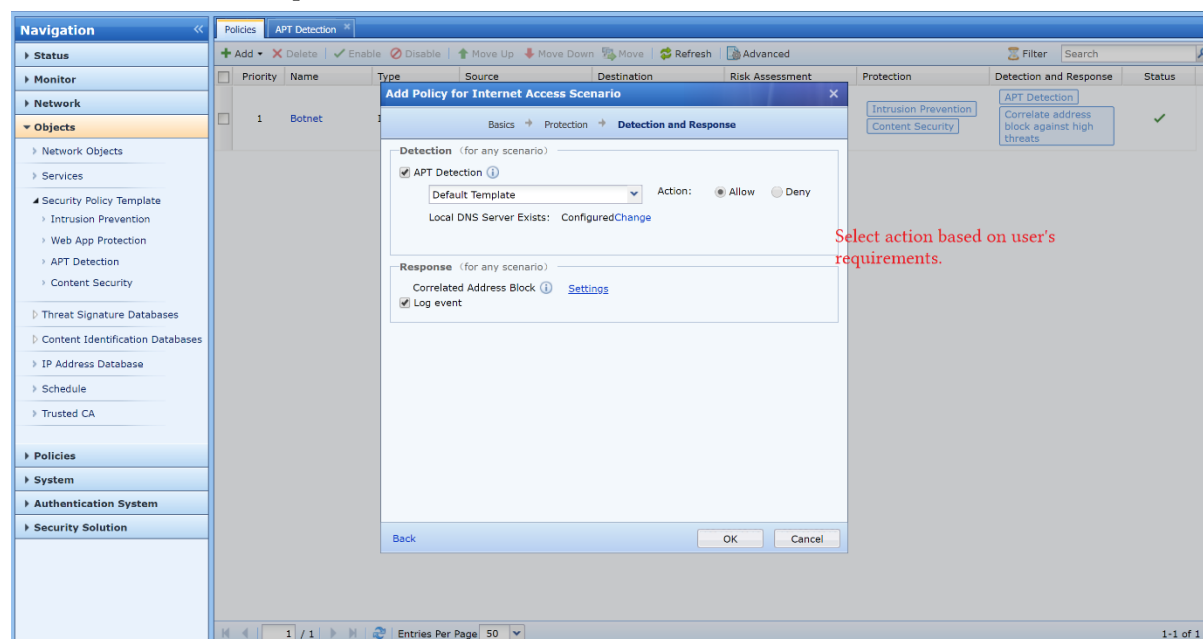 Navigation
Status
Monitor
Network
Objects
Network Objects
Services
Security Policy Template
Intrusion Prevention
Web App Protection
APT Detection
Content Security
Threat Signature Databases
Content Identification Databases
IP Address Database
Schedule
Trusted CA
Policies
System
Authentication System
Security Solution
Policies APT Detection
Add Delete Enable Disable Move Up Move Down Move Refresh Advanced Filter Search
Priority Name Type Source Destination Risk Assessment Protection Detection and Response Status
1 Botnet
Intrusion Prevention
Content Security
APT Detection
Correlate address
block against high
threats
Add Policy for Internet Access Scenario
Basics Protection Detection and Response
Detection (for any scenario)
APT Detection
Default Template Action: Allow Deny
Local DNS Server Exists: ConfiguredChange
Response (for any scenario)
Correlated Address Block Settings
Log event
Back OK Cancel
Select action based on user's
requirements.
1 / 1 Entries Per Page 50 1-1 of 1